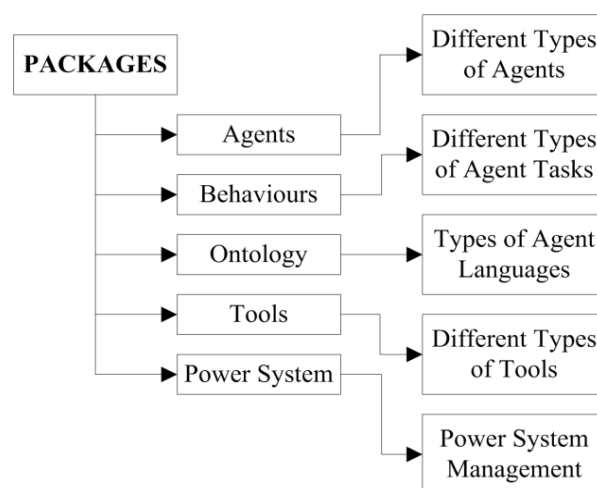 PACKAGES
Agents
Behaviours
Ontology
Tools
Power System
Different Types
of Agents
Different Types
of Agent Tasks
Types of Agent
Languages
Different Types
of Tools
Power System
Management